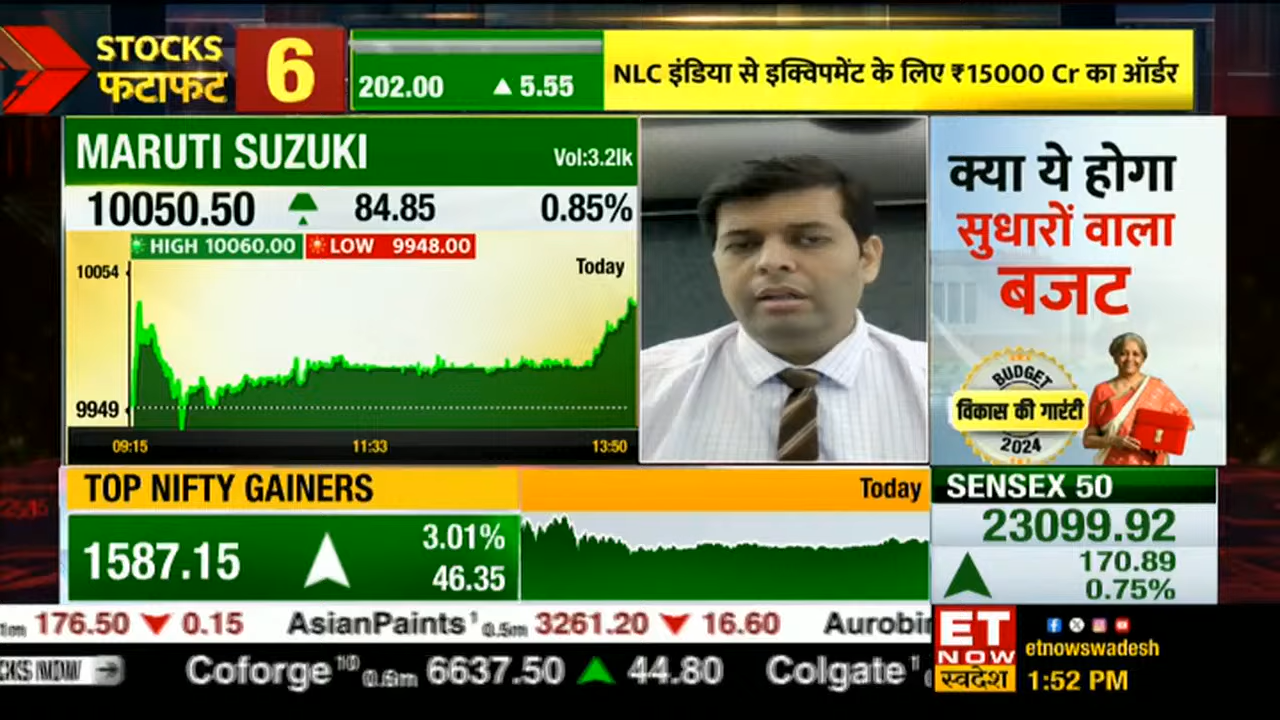 STOCKS
फटाफट
6
202.00 ▲ 5.55
NLC इंडिया से इक्विपमेंट के लिए ₹15000 Cr का ऑर्डर
MARUTI SUZUKI
Vol:3.2lk
10050.50 ▲ 84.85 0.85%
HIGH 10060.00 LOW 9948.00
Today
10054
9949
09:15 11:33 13:50
क्या ये होगा
सुधारों वाला
बजट
BUDGET
विकास की गारंटी
2024
TOP NIFTY GAINERS
Today
1587.15 ▲ 3.01%
46.35
SENSEX 50
23099.92
▲ 170.89
0.75%
176.50 ▼ 0.15 AsianPaints 0.5m 3261.20 ▼ 16.60 Aurobin
Coforge 6637.50 ▲ 44.80 Colgate
ET
NOW
स्वदेश
etnowswadesh
1:52 PM